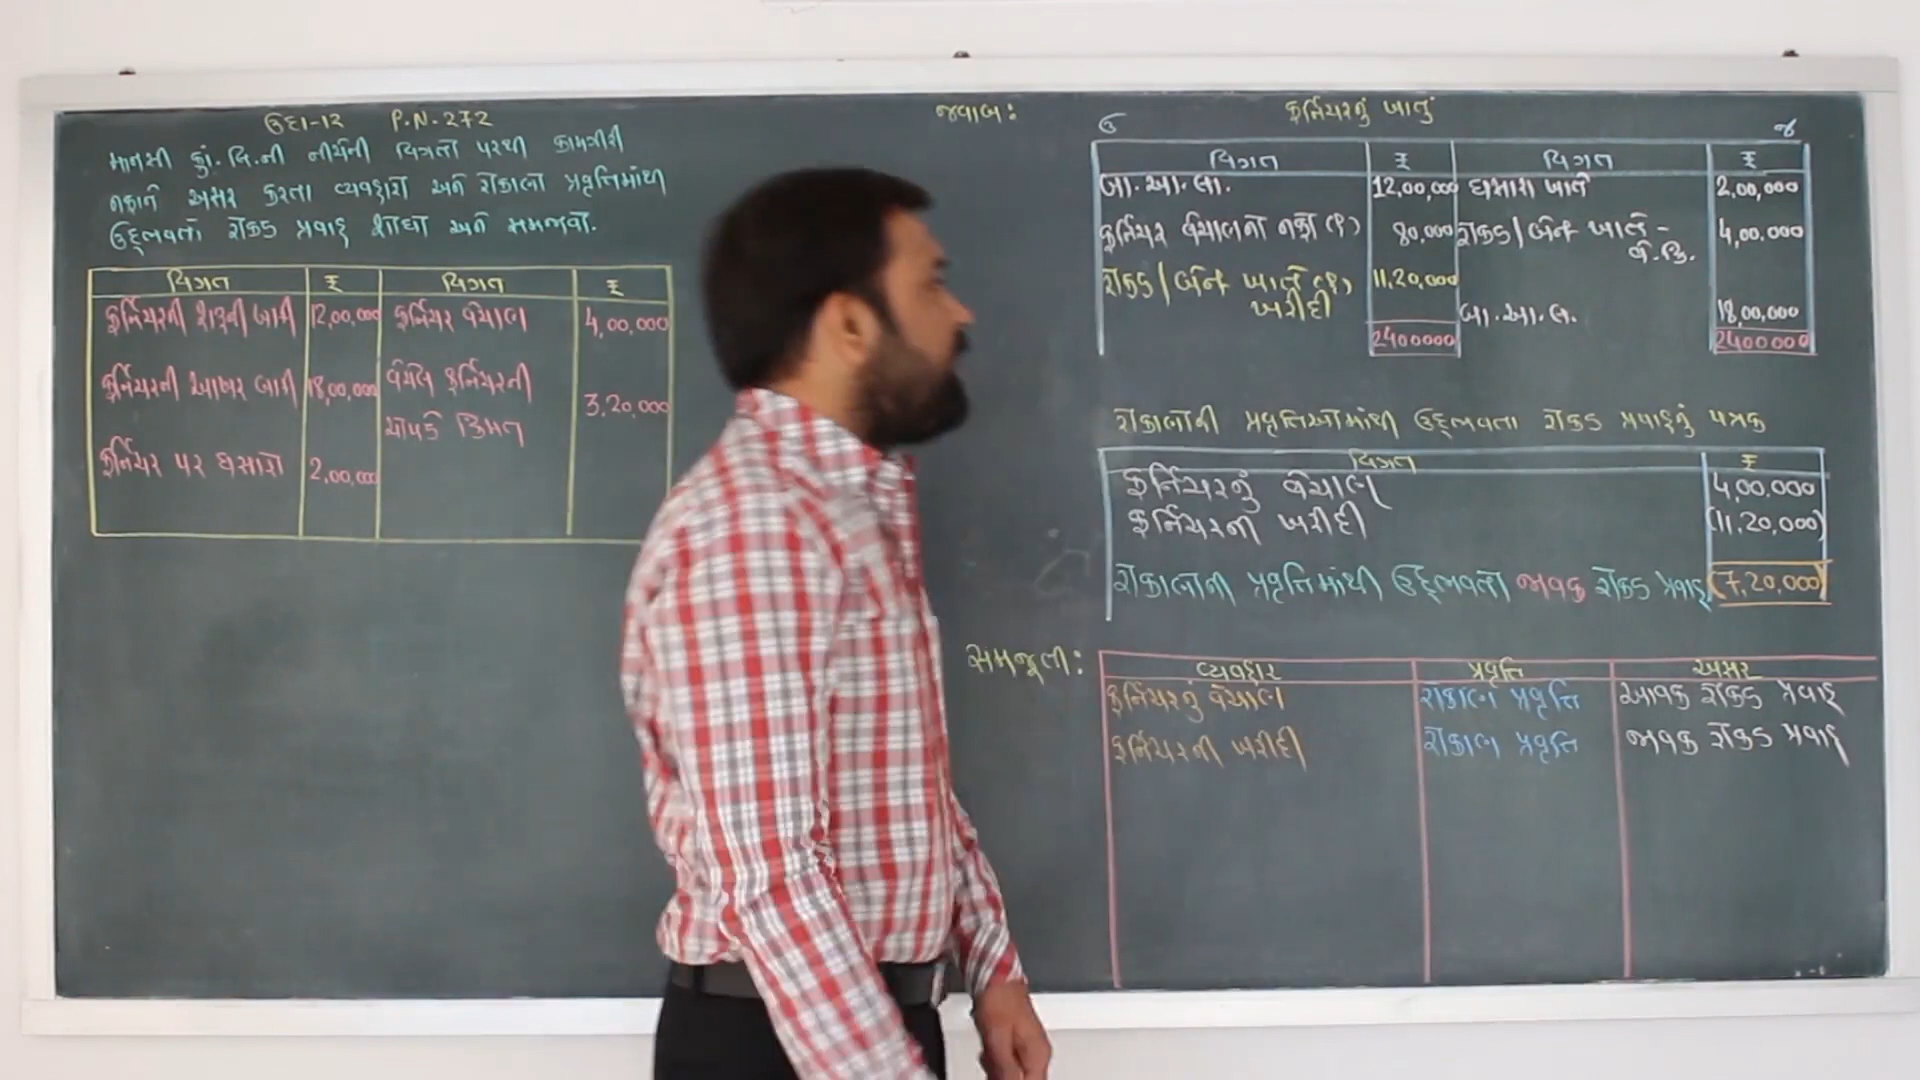 ઉદા-૧૨ P.N.-272
માનસી કાં. લિ.ની નીચેની વિગતો પરથી કામગીરી
નફાને અસર કરતા વ્યવહારો અને રોકાણ પ્રવૃત્તિમાંથી
ઉદ્ભવતો રોકડ પ્રવાહ શોધો અને સમજાવો.
વિગત ₹ વિગત ₹
ફર્નિચરની શરૂની બાકી 12,00,000 ફર્નિચર વેચાણ 4,00,000
ફર્નિચરની આખર બાકી 18,00,000 વેચેલ ફર્નિચરની
ચોપડે કિંમત 3,20,000
ફર્નિચર પર ઘસારો 2,00,000
જવાબ:
ફર્નિચરનું ખાતું
ઉ જ
વિગત ₹ વિગત ₹
બા.આ.લા. 12,00,000 ઘસારા ખાતે 2,00,000
ફર્નિચર વેચાણનો નફો (૧) 80,000 રોકડ/બેંક ખાતે - 4,00,000
વે.કિં.
રોકડ/બેંક ખાતે (૧) 11,20,000
ખરીદી
બા.આ.લ. 18,00,000
2400000 2400000
રોકાણની પ્રવૃત્તિઓમાંથી ઉદ્ભવતા રોકડ પ્રવાહનું પત્રક
વિગત ₹
ફર્નિચરનું વેચાણ 4,00,000
ફર્નિચરની ખરીદી (11,20,000)
રોકાણની પ્રવૃત્તિમાંથી ઉદ્ભવતો જાવક રોકડ પ્રવાહ (7,20,000)
સમજૂતી:
વ્યવહાર પ્રવૃત્તિ અસર
ફર્નિચરનું વેચાણ રોકાણ પ્રવૃત્તિ આવક રોકડ પ્રવાહ
ફર્નિચરની ખરીદી રોકાણ પ્રવૃત્તિ જાવક રોકડ પ્રવાહ